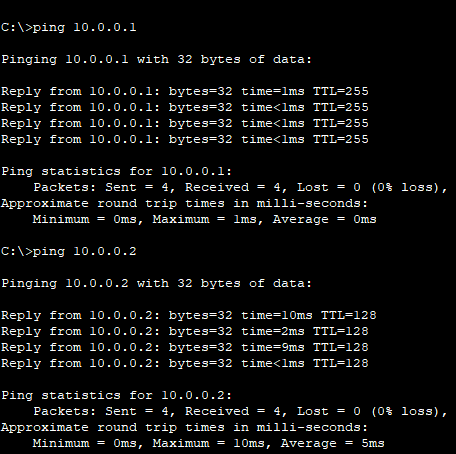 C:\>ping 10.0.0.1
Pinging 10.0.0.1 with 32 bytes of data:
Reply from 10.0.0.1: bytes=32 time=1ms TTL=255
Reply from 10.0.0.1: bytes=32 time<1ms TTL=255
Reply from 10.0.0.1: bytes=32 time<1ms TTL=255
Reply from 10.0.0.1: bytes=32 time<1ms TTL=255
Ping statistics for 10.0.0.1:
    Packets: Sent = 4, Received = 4, Lost = 0 (0% loss),
Approximate round trip times in milli-seconds:
    Minimum = 0ms, Maximum = 1ms, Average = 0ms
C:\>ping 10.0.0.2
Pinging 10.0.0.2 with 32 bytes of data:
Reply from 10.0.0.2: bytes=32 time=10ms TTL=128
Reply from 10.0.0.2: bytes=32 time=2ms TTL=128
Reply from 10.0.0.2: bytes=32 time=9ms TTL=128
Reply from 10.0.0.2: bytes=32 time<1ms TTL=128
Ping statistics for 10.0.0.2:
    Packets: Sent = 4, Received = 4, Lost = 0 (0% loss),
Approximate round trip times in milli-seconds:
    Minimum = 0ms, Maximum = 10ms, Average = 5ms